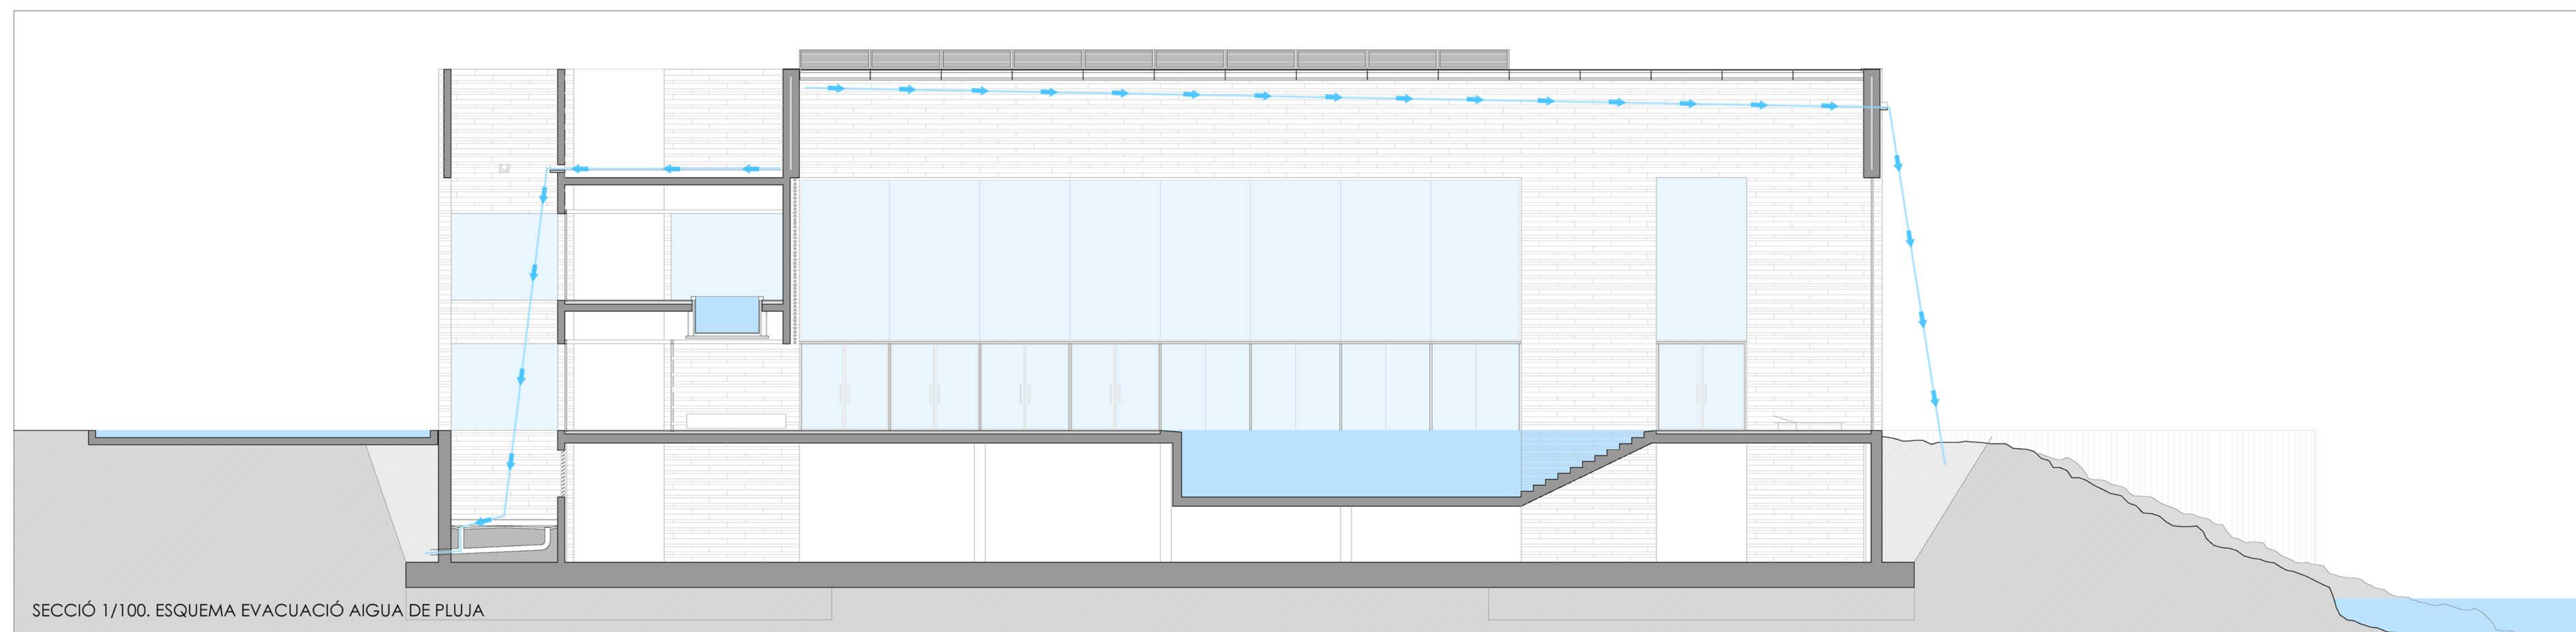 SECCIÓ 1/100. ESQUEMA EVACUACIÓ AIGUA DE PLUJA